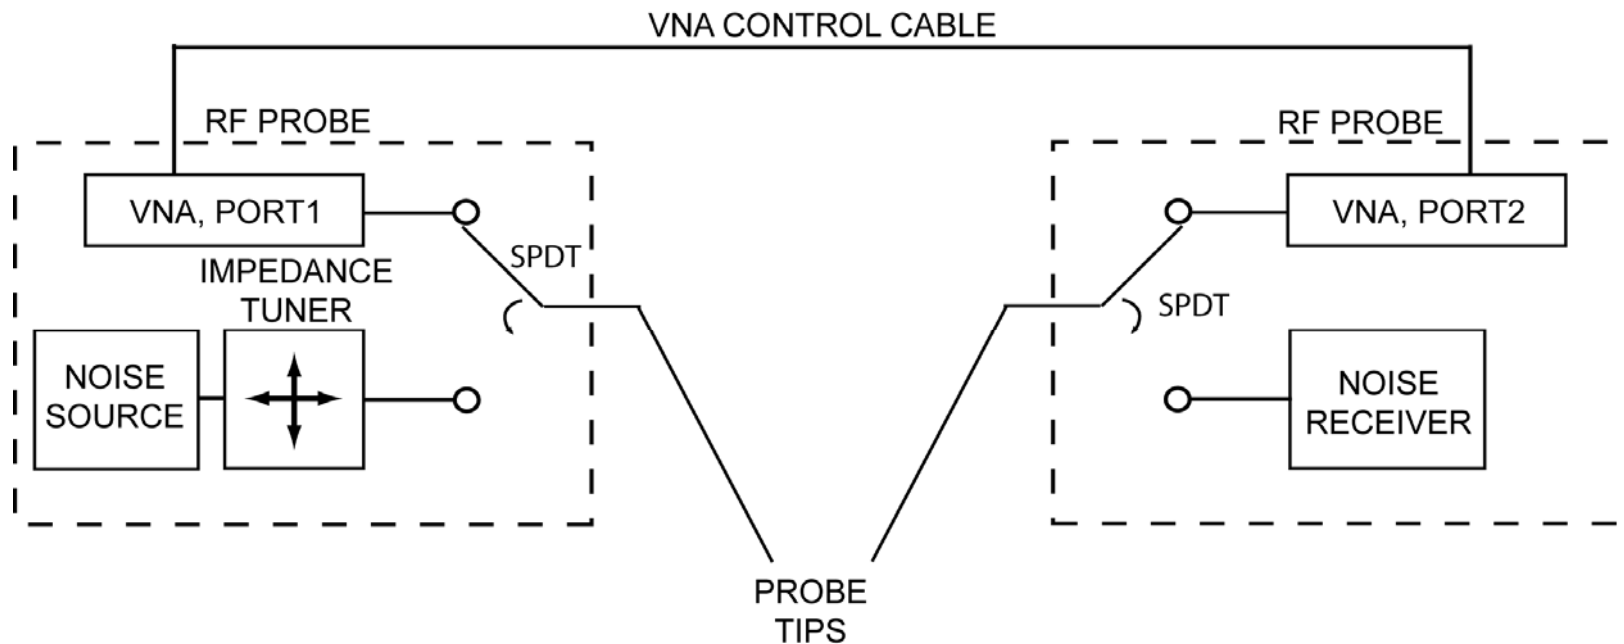 VNA CONTROL CABLE
RF PROBE
RF PROBE
VNA, PORT1
VNA, PORT2
SPDT
IMPEDANCE
TUNER
SPDT
NOISE
SOURCE
NOISE
RECEIVER
PROBE
TIPS